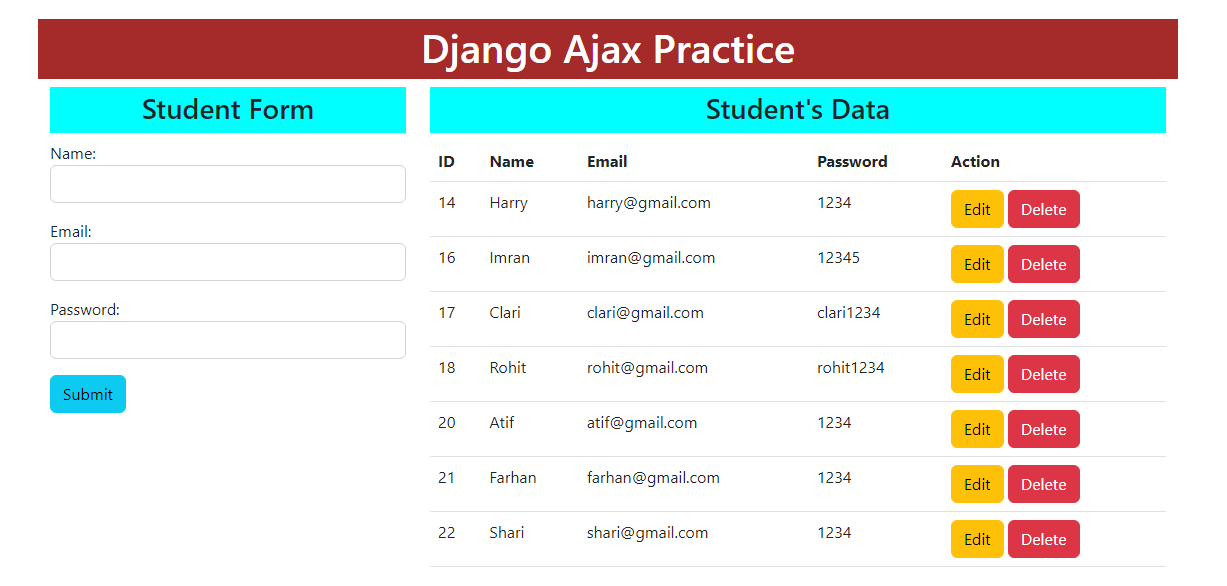 Django Ajax Practice
Student Form
Name:
Email:
Password:
Submit
Student's Data
ID Name Email Password Action
14 Harry harry@gmail.com 1234 Edit Delete
16 Imran imran@gmail.com 12345 Edit Delete
17 Clari clari@gmail.com clari1234 Edit Delete
18 Rohit rohit@gmail.com rohit1234 Edit Delete
20 Atif atif@gmail.com 1234 Edit Delete
21 Farhan farhan@gmail.com 1234 Edit Delete
22 Shari shari@gmail.com 1234 Edit Delete